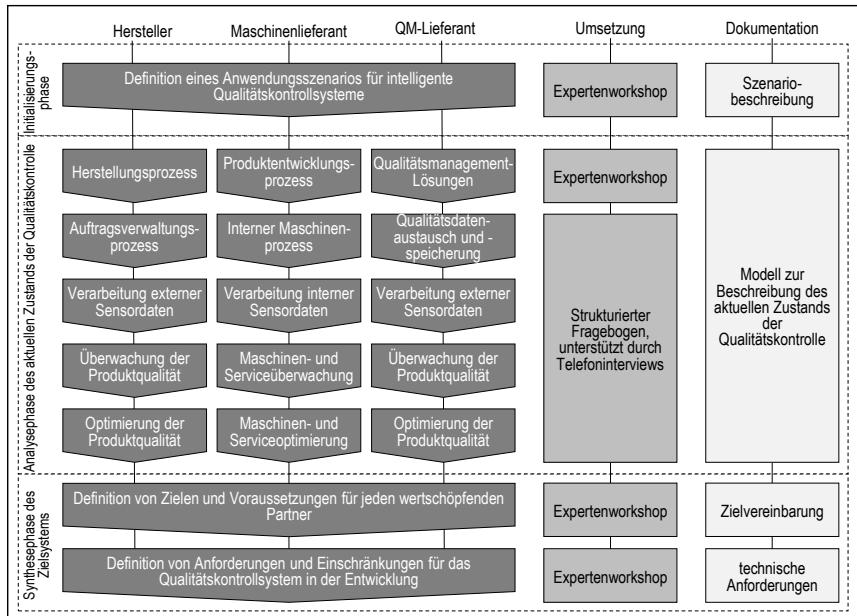 Hersteller
Maschinenlieferant
QM-Lieferant
Umsetzung
Dokumentation
Initialisierungs-
phase
Definition eines Anwendungsszenarios für intelligente
Qualitätskontrollsysteme
Expertenworkshop
Szenario-
beschreibung
Analysephase des aktuellen Zustands der Qualitätskontrolle
Herstellungsprozess
Produktentwicklungs-
prozess
Qualitätsmanagement-
Lösungen
Expertenworkshop
Auftragsverwaltungs-
prozess
Interner Maschinen-
prozess
Qualitätsdaten-
austausch und -
speicherung
Verarbeitung externer
Sensordaten
Verarbeitung interner
Sensordaten
Verarbeitung externer
Sensordaten
Überwachung der
Produktqualität
Maschinen- und
Serviceüberwachung
Überwachung der
Produktqualität
Optimierung der
Produktqualität
Maschinen- und
Serviceoptimierung
Optimierung der
Produktqualität
Strukturierter
Fragebogen,
unterstützt durch
Telefoninterviews
Modell zur
Beschreibung des
aktuellen Zustands
der
Qualitätskontrolle
Synthesephase des
Zielsystems
Definition von Zielen und Voraussetzungen für jeden wertschöpfenden
Partner
Expertenworkshop
Zielvereinbarung
Definition von Anforderungen und Einschränkungen für das
Qualitätskontrollsystem in der Entwicklung
Expertenworkshop
technische
Anforderungen